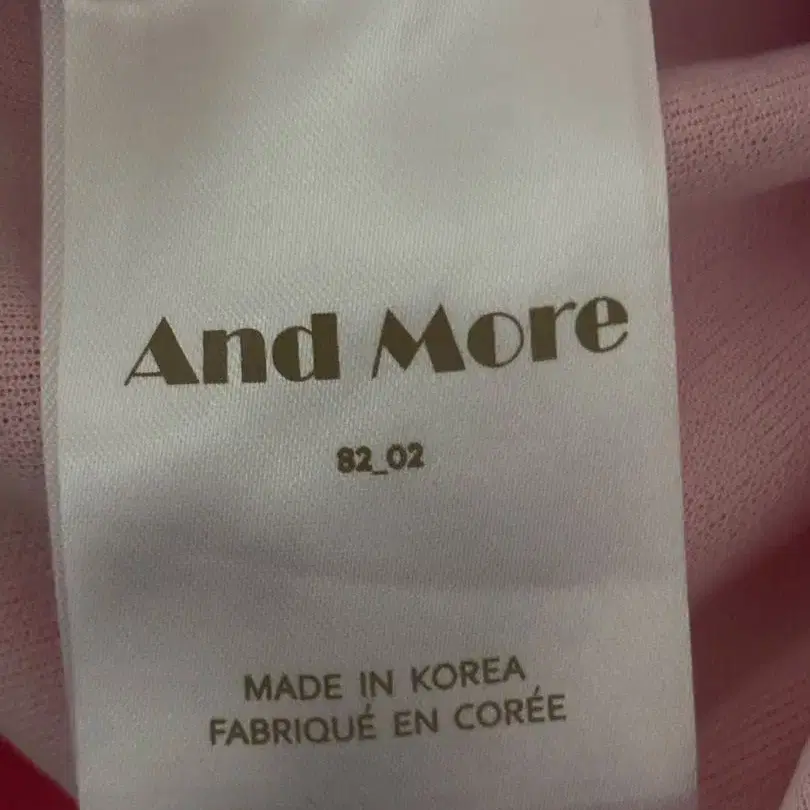 And More
82_02
MADE IN KOREA
FABRIQUÉ EN CORÉE